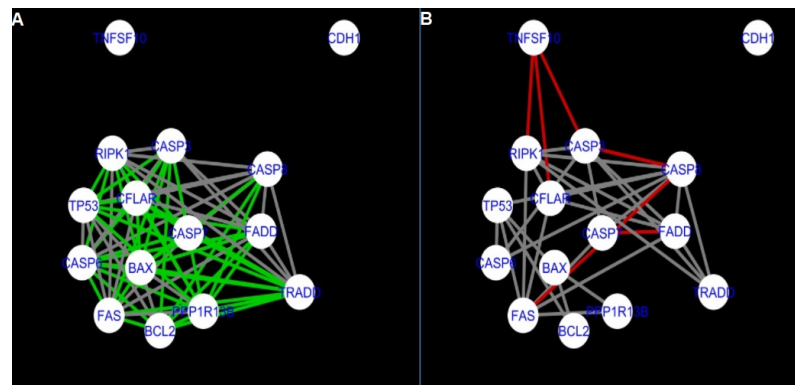 A
TNFSF10
CDH1
RIPK1
CASP3
CASP8
TP53
CFLAR
CASP7
FADD
CASP6
BAX
TRADD
FAS
PPP1R13B
BCL2
B
TNFSF10
CDH1
RIPK1
CASP3
CASP8
TP53
CFLAR
CASP7
FADD
CASP6
BAX
TRADD
FAS
PPP1R13B
BCL2